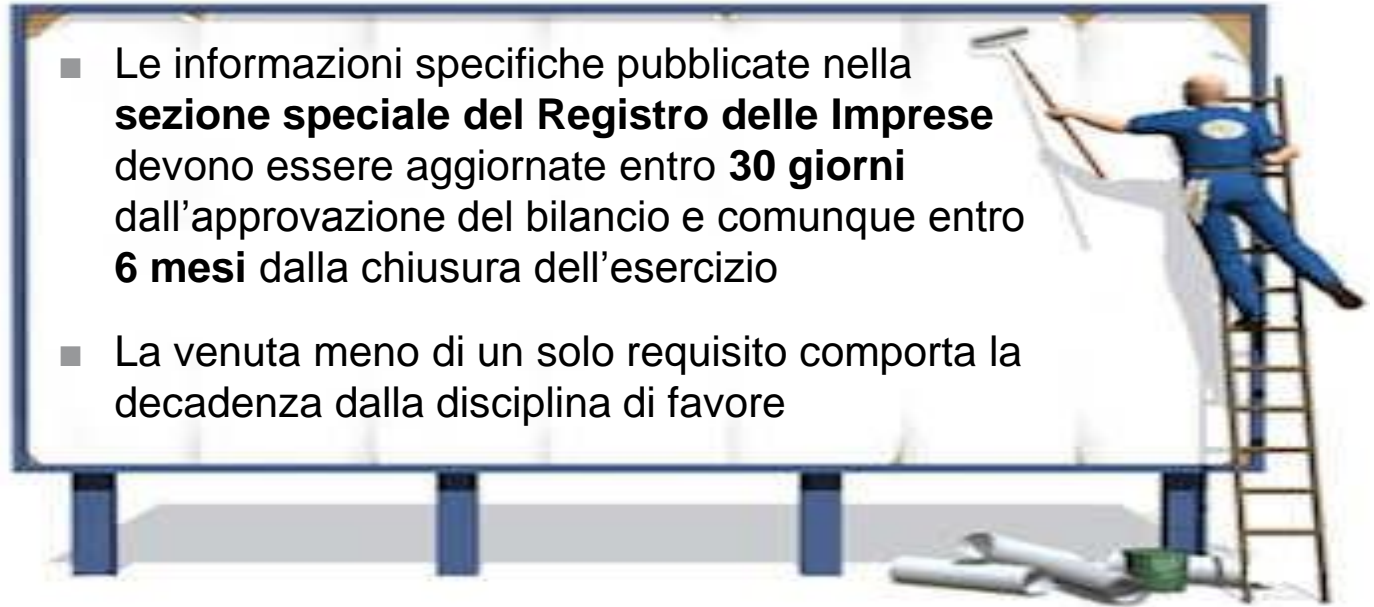 ■ Le informazioni specifiche pubblicate nella
sezione speciale del Registro delle Imprese
devono essere aggiornate entro 30 giorni
dall’approvazione del bilancio e comunque entro
6 mesi dalla chiusura dell’esercizio
■ La venuta meno di un solo requisito comporta la
decadenza dalla disciplina di favore